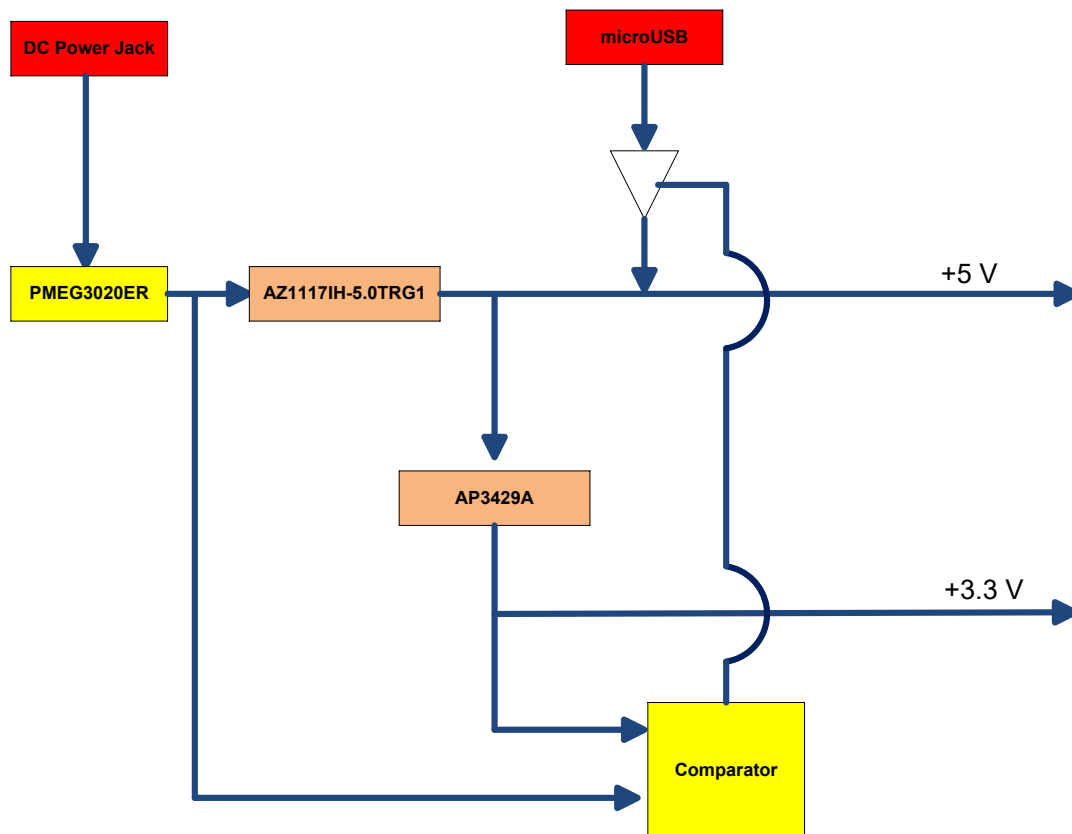 DC Power Jack
microUSB
PMEG3020ER
AZ1117IH-5.0TRG1
+5 V
AP3429A
+3.3 V
Comparator